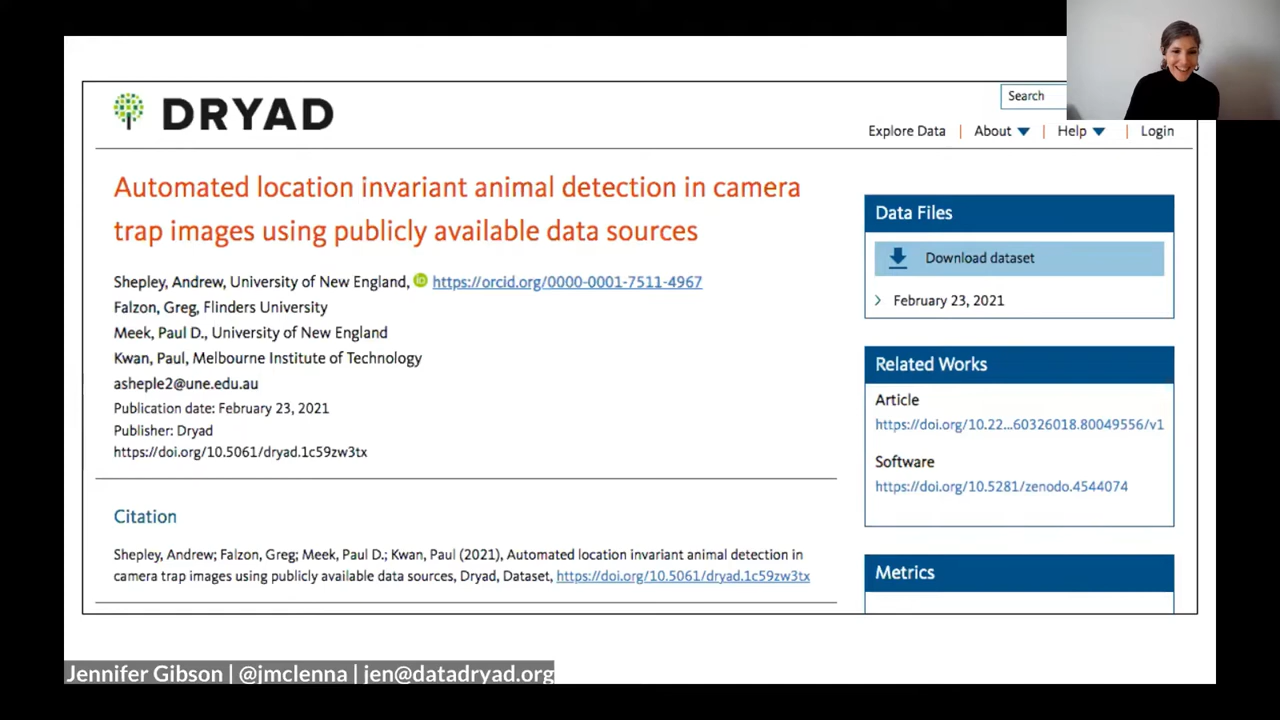 DRYAD
Search
Explore Data | About | Help | Login
Automated location invariant animal detection in camera
trap images using publicly available data sources
Shepley, Andrew, University of New England, iD https://orcid.org/0000-0001-7511-4967
Falzon, Greg, Flinders University
Meek, Paul D., University of New England
Kwan, Paul, Melbourne Institute of Technology
asheple2@une.edu.au
Publication date: February 23, 2021
Publisher: Dryad
https://doi.org/10.5061/dryad.1c59zw3tx
Citation
Shepley, Andrew; Falzon, Greg; Meek, Paul D.; Kwan, Paul (2021), Automated location invariant animal detection in
camera trap images using publicly available data sources, Dryad, Dataset, https://doi.org/10.5061/dryad.1c59zw3tx
Data Files
Download dataset
February 23, 2021
Related Works
Article
https://doi.org/10.22...60326018.80049556/v1
Software
https://doi.org/10.5281/zenodo.4544074
Metrics
Jennifer Gibson | @jmclenna | jen@datadryad.org